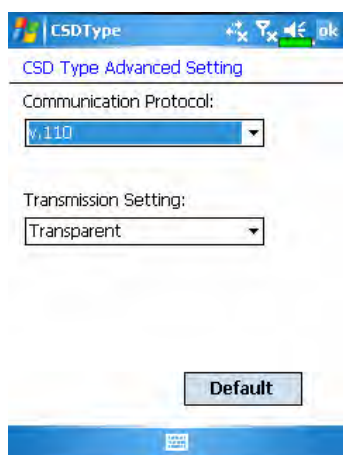 CSDType ok
CSD Type Advanced Setting
Communication Protocol:
v.110
Transmission Setting:
Transparent
Default